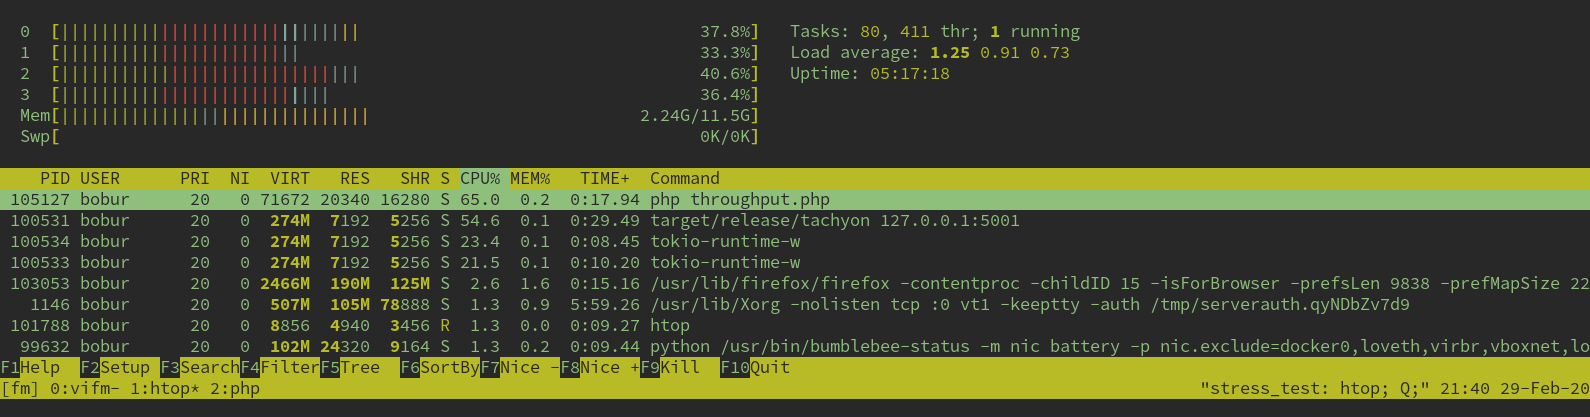 0 [||||||||||||||||||||||||||||||37.8%] Tasks: 80, 411 thr; 1 running
1 [||||||||||||||||||||||||33.3%] Load average: 1.25 0.91 0.73
2 [||||||||||||||||||||||||||||||40.6%] Uptime: 05:17:18
3 [|||||||||||||||||||||||||||36.4%]
Mem[|||||||||||||||||||||||||||||||2.24G/11.5G]
Swp[ 0K/0K]
PID USER PRI NI VIRT RES SHR S CPU% MEM% TIME+ Command
105127 bobur 20 0 71672 20340 16280 S 65.0 0.2 0:17.94 php throughput.php
100531 bobur 20 0 274M 7192 5256 S 54.6 0.1 0:29.49 target/release/tachyon 127.0.0.1:5001
100534 bobur 20 0 274M 7192 5256 S 23.4 0.1 0:08.45 tokio-runtime-w
100533 bobur 20 0 274M 7192 5256 S 21.5 0.1 0:10.20 tokio-runtime-w
103053 bobur 20 0 2466M 190M 125M S 2.6 1.6 0:15.16 /usr/lib/firefox/firefox -contentproc -childID 15 -isForBrowser -prefsLen 9838 -prefMapSize 22
1146 bobur 20 0 507M 105M 78888 S 1.3 0.9 5:59.26 /usr/lib/Xorg -nolisten tcp :0 vt1 -keeptty -auth /tmp/serverauth.qyNDbZv7d9
101788 bobur 20 0 8856 4940 3456 R 1.3 0.0 0:09.27 htop
99632 bobur 20 0 102M 24320 9164 S 1.3 0.2 0:09.44 python /usr/bin/bumblebee-status -m nic battery -p nic.exclude=docker0,loveth,virbr,vboxnet,lo
F1Help F2Setup F3SearchF4FilterF5Tree F6SortByF7Nice -F8Nice +F9Kill F10Quit
[fm] 0:vifm- 1:htop* 2:php "stress_test: htop; Q;" 21:40 29-Feb-20